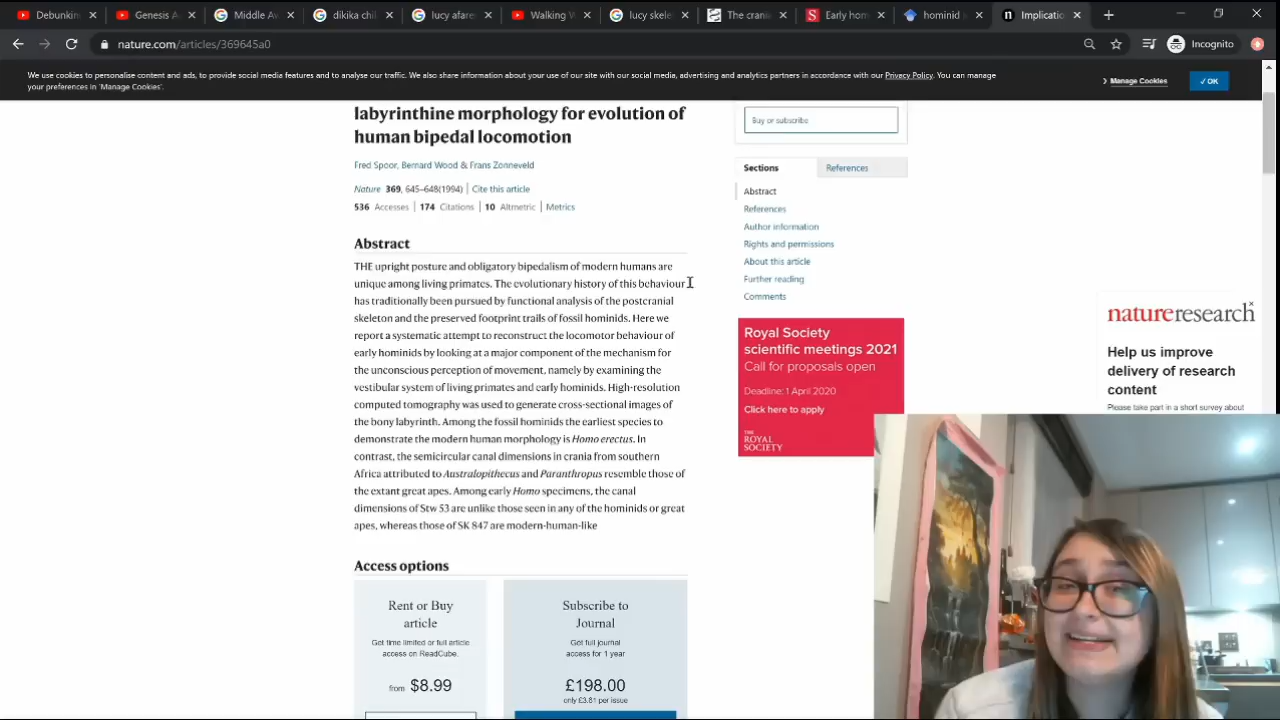 Debunkin
Genesis A
Middle Aw
dikika chil
lucy afaren
Walking W
lucy skele
The crania
Early hom
hominid e
Implicatio
nature.com/articles/369645a0
Incognito
We use cookies to personalise content and ads, to provide social media features and to analyse our traffic. We also share information about your use of our site with our social media, advertising and analytics partners in accordance with our Privacy Policy. You can manage
your preferences in 'Manage Cookies'.
Manage Cookies
✓ OK
labyrinthine morphology for evolution of
human bipedal locomotion
Fred Spoor, Bernard Wood & Frans Zonneveld
Nature 369, 645–648(1994) | Cite this article
536 Accesses | 174 Citations | 10 Altmetric | Metrics
Abstract
THE upright posture and obligatory bipedalism of modern humans are
unique among living primates. The evolutionary history of this behaviour
has traditionally been pursued by functional analysis of the postcranial
skeleton and the preserved footprint trails of fossil hominids. Here we
report a systematic attempt to reconstruct the locomotor behaviour of
early hominids by looking at a major component of the mechanism for
the unconscious perception of movement, namely by examining the
vestibular system of living primates and early hominids. High-resolution
computed tomography was used to generate cross-sectional images of
the bony labyrinth. Among the fossil hominids the earliest species to
demonstrate the modern human morphology is Homo erectus. In
contrast, the semicircular canal dimensions in crania from southern
Africa attributed to Australopithecus and Paranthropus resemble those of
the extant great apes. Among early Homo specimens, the canal
dimensions of Stw 53 are unlike those seen in any of the hominids or great
apes, whereas those of SK 847 are modern-human-like
Access options
Rent or Buy
article
Get time limited or full article
access on ReadCube.
from $8.99
Subscribe to
Journal
Get full journal
access for 1 year
£198.00
only £3.81 per issue
Buy or subscribe
Sections
References
Abstract
References
Author information
Rights and permissions
About this article
Further reading
Comments
Royal Society
scientific meetings 2021
Call for proposals open
Deadline: 1 April 2020
Click here to apply
THE
ROYAL
SOCIETY
natureresearch
Help us improve
delivery of research
content
Please take part in a short survey about